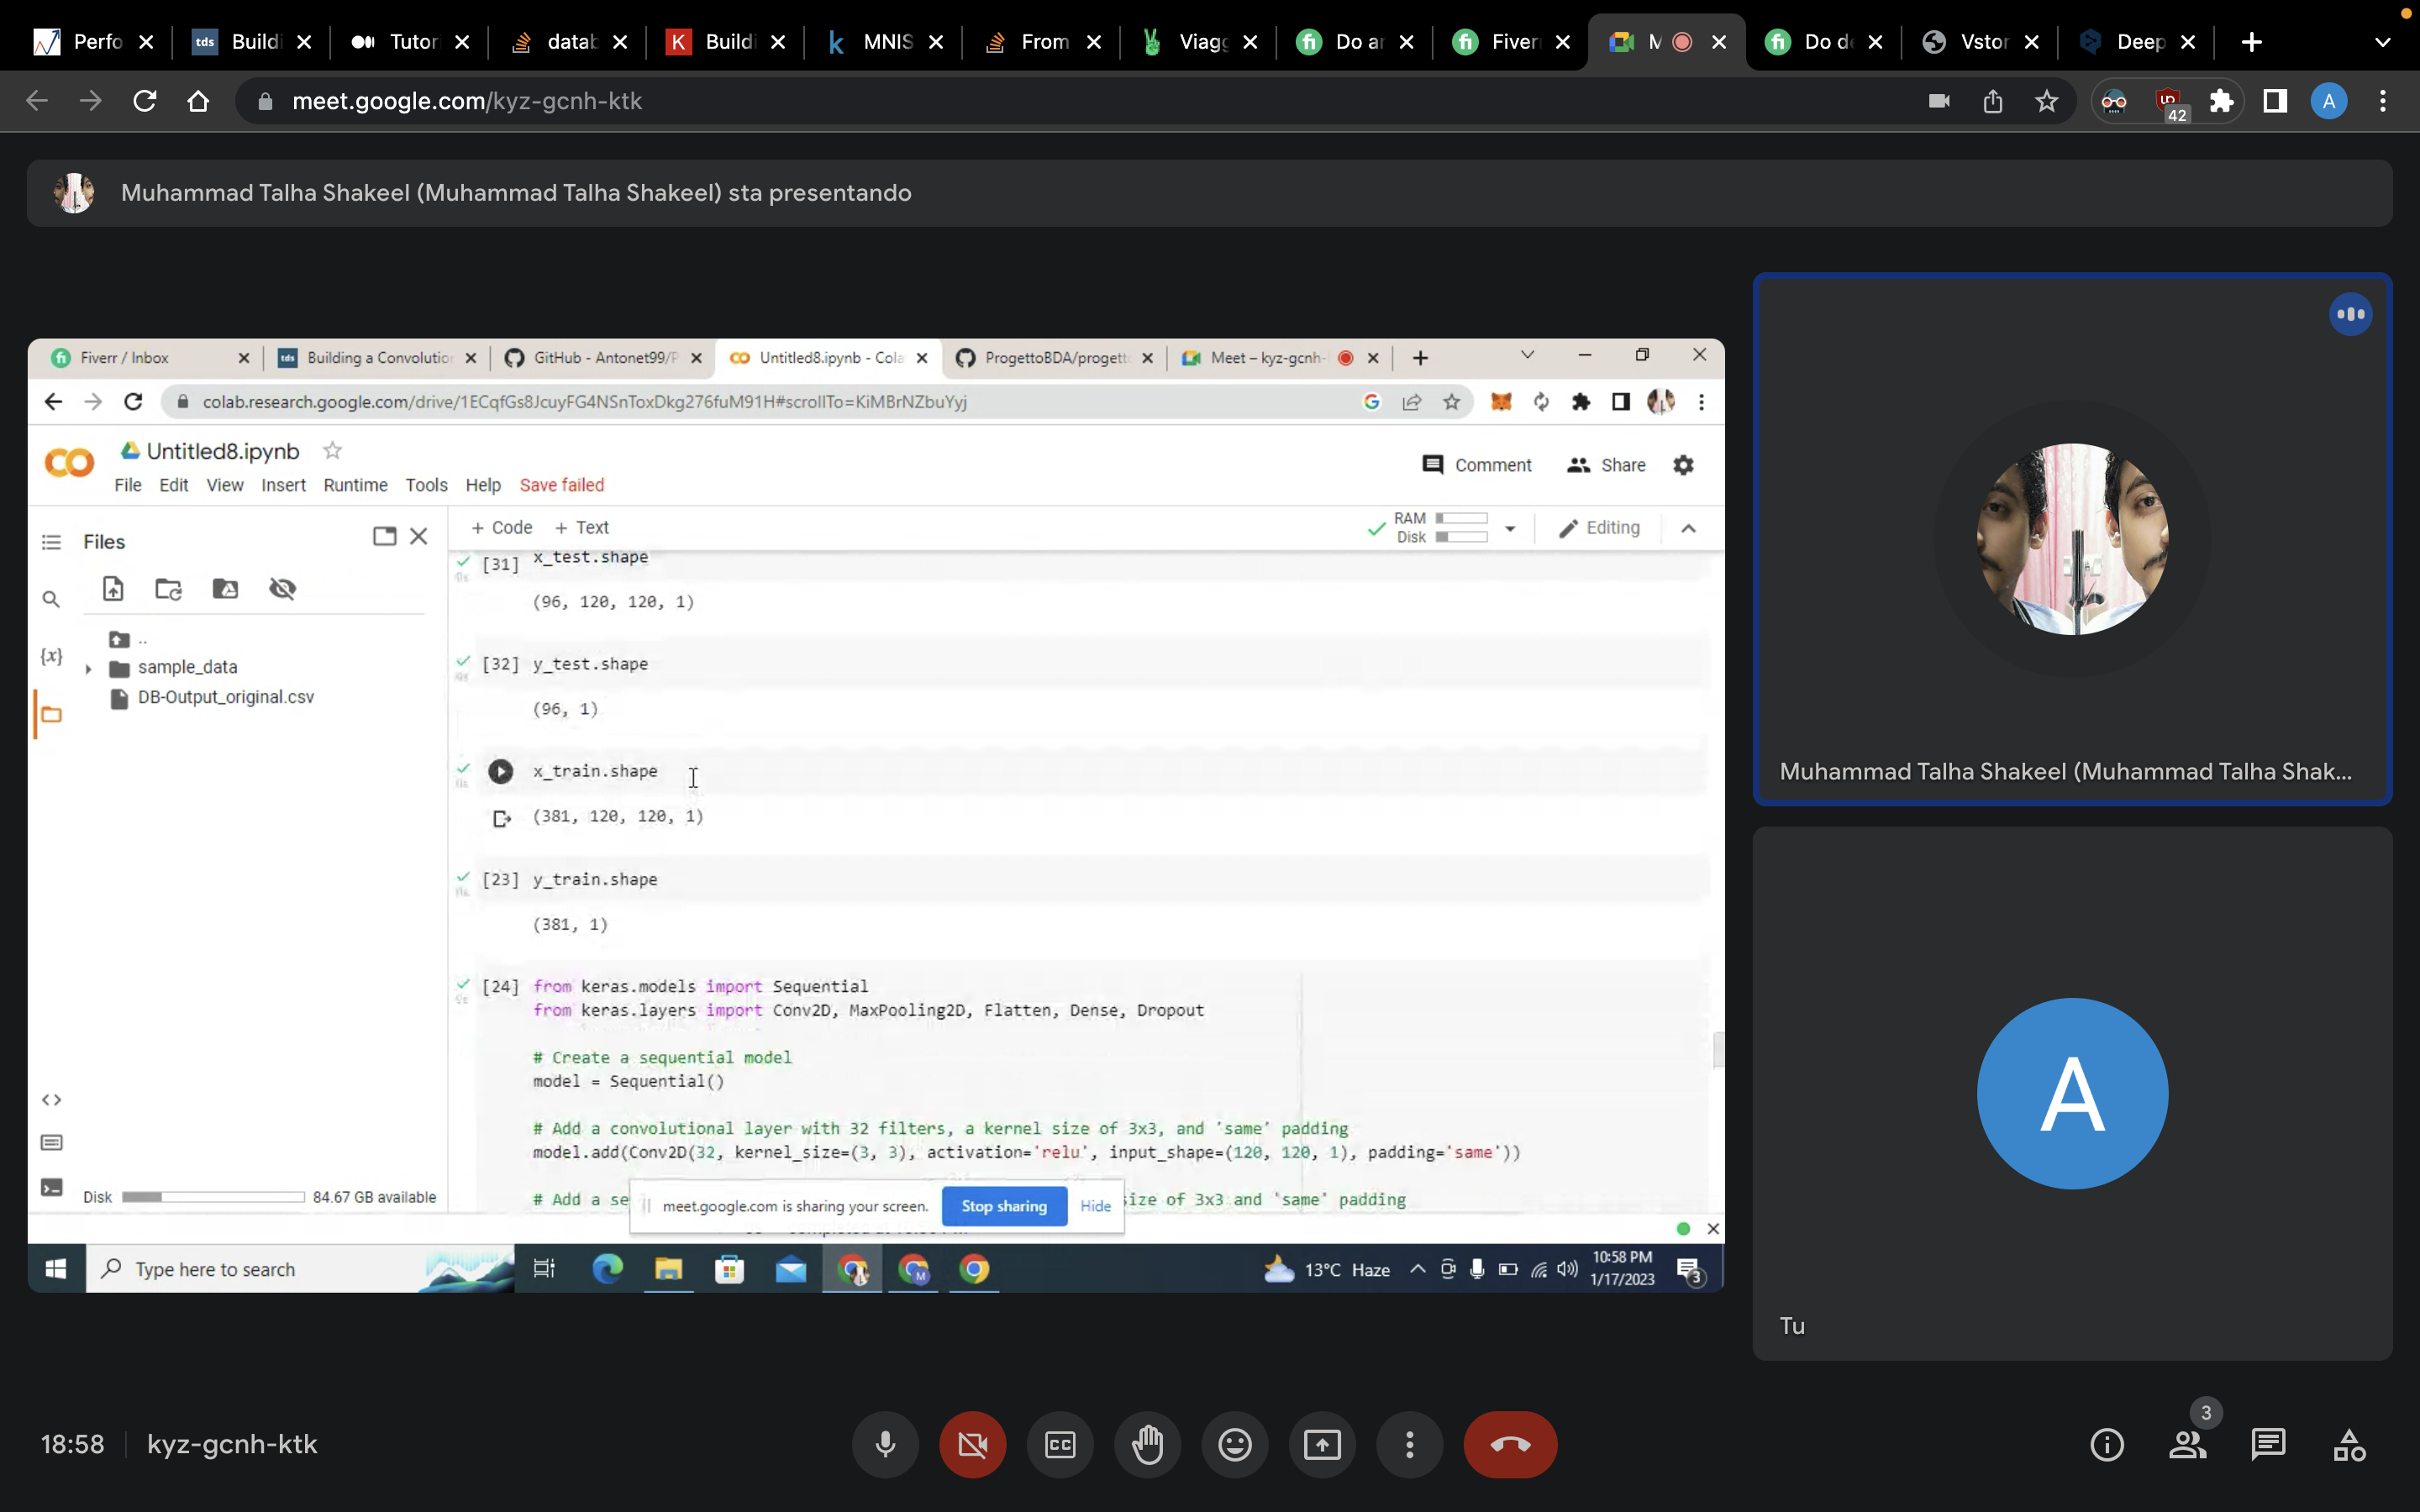 Perfo
Buildi
Tutor
datab
Buildi
MNIS
From
Viagg
Do ar
Fiver
M
Do de
Vstor
Deep
meet.google.com/kyz-gcnh-ktk
42
A
Muhammad Talha Shakeel (Muhammad Talha Shakeel) sta presentando
Fiverr / Inbox
Building a Convolution
GitHub - Antonet99/P
Untitled8.ipynb - Cola
ProgettoBDA/progett
Meet – kyz-gcnh-
colab.research.google.com/drive/1ECqfGs8JcuyFG4NSnToxDkg276fuM91H#scrollTo=KiMBrNZbuYyj
Untitled8.ipynb
Comment
Share
File Edit View Insert Runtime Tools Help Save failed
Files
+ Code + Text
RAM
Disk
Editing
..
sample_data
DB-Output_original.csv
{x}
[31] x_test.shape
(96, 120, 120, 1)
[32] y_test.shape
(96, 1)
x_train.shape
(381, 120, 120, 1)
[23] y_train.shape
(381, 1)
[24] from keras.models import Sequential
from keras.layers import Conv2D, MaxPooling2D, Flatten, Dense, Dropout
# Create a sequential model
model = Sequential()
# Add a convolutional layer with 32 filters, a kernel size of 3x3, and 'same' padding
model.add(Conv2D(32, kernel_size=(3, 3), activation='relu', input_shape=(120, 120, 1), padding='same'))
# Add a se
ize of 3x3 and 'same' padding
Disk
84.67 GB available
meet.google.com is sharing your screen.
Stop sharing
Hide
Type here to search
13°C Haze
10:58 PM
1/17/2023
3
Muhammad Talha Shakeel (Muhammad Talha Shak...
A
Tu
18:58
kyz-gcnh-ktk
3